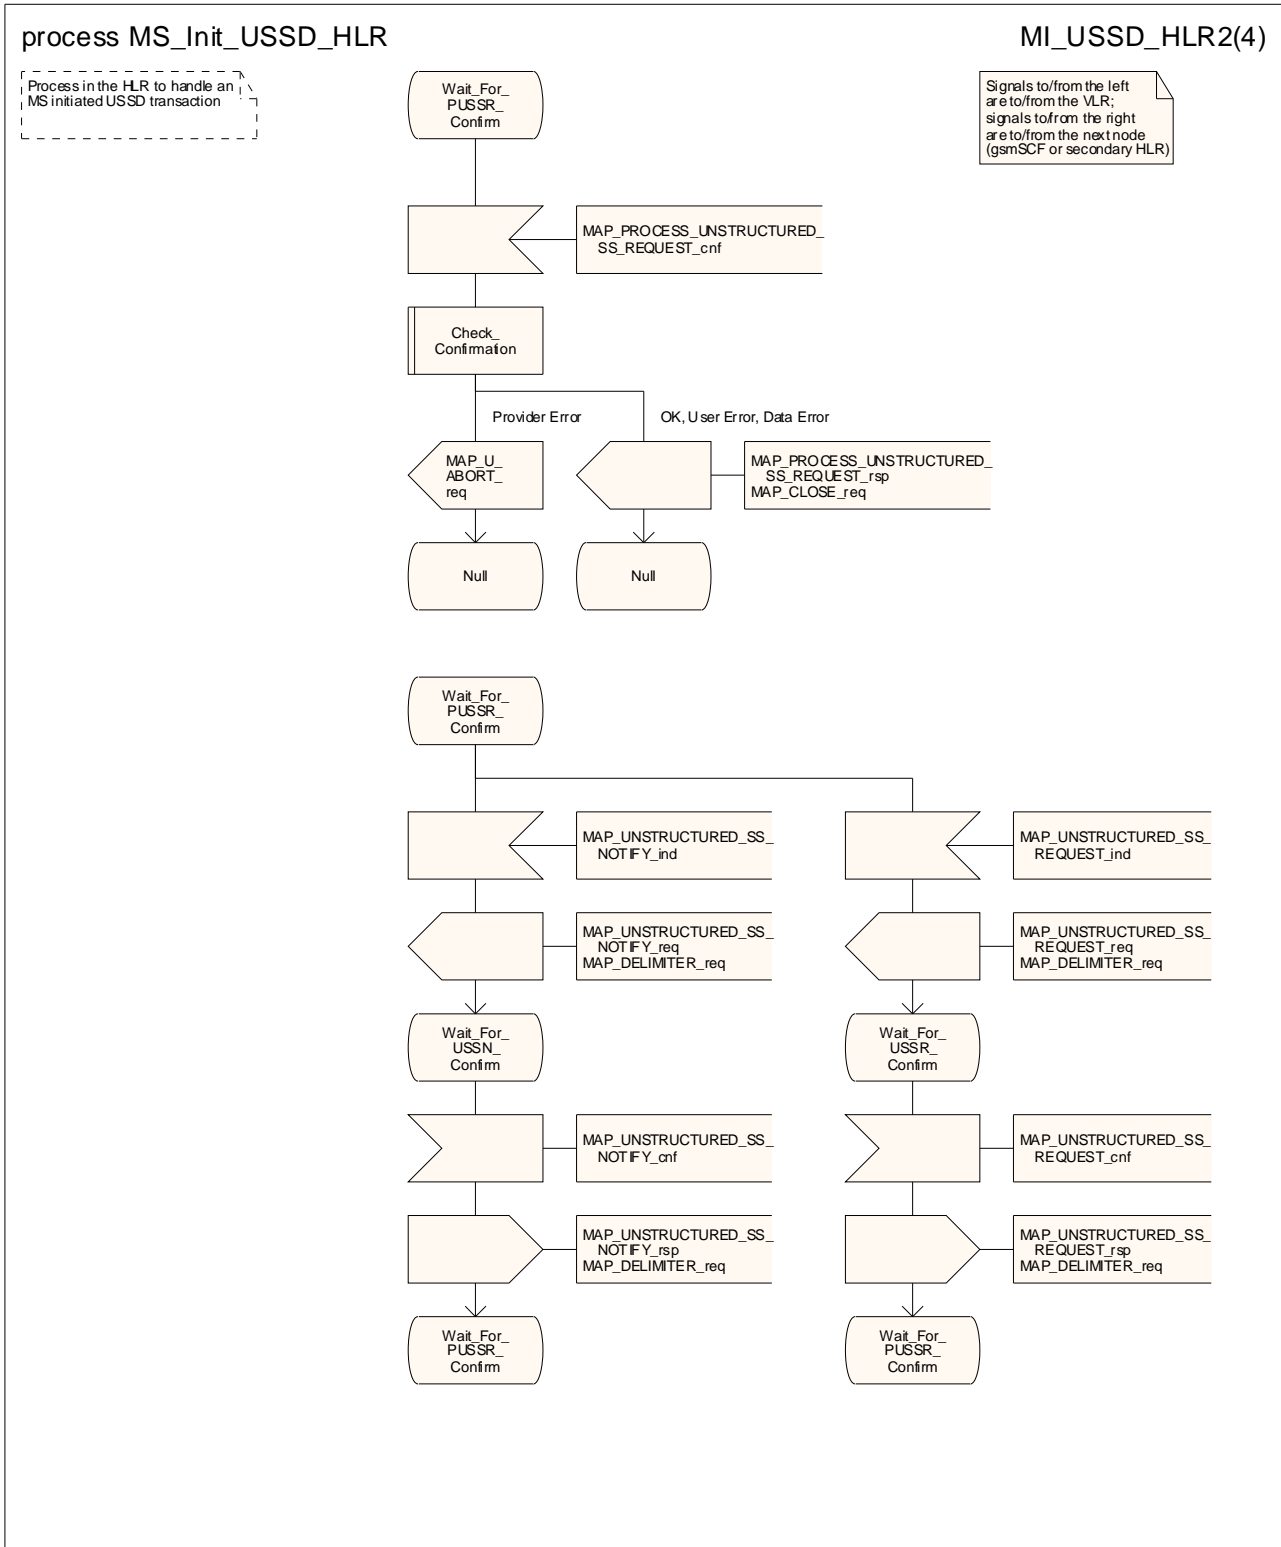 process MS_Init_USSD_HLR
MI_USSD_HLR2(4)
Process in the HLR to handle an
MS initiated USSD transaction
Signals to/from the left
are to/from the VLR;
signals to/from the right
are to/from the next node
(gsmSCF or secondary HLR)
Wait_For_
PUSSR_
Confirm
MAP_PROCESS_UNSTRUCTURED_
SS_REQUEST_cnf
Check_
Confirmation
Provider Error
OK, User Error, Data Error
MAP_U_
ABORT_
req
MAP_PROCESS_UNSTRUCTURED_
SS_REQUEST_rsp
MAP_CLOSE_req
Null
Null
Wait_For_
PUSSR_
Confirm
MAP_UNSTRUCTURED_SS_
NOTIFY_ind
MAP_UNSTRUCTURED_SS_
REQUEST_ind
MAP_UNSTRUCTURED_SS_
NOTIFY_req
MAP_DELIMITER_req
MAP_UNSTRUCTURED_SS_
REQUEST_req
MAP_DELIMITER_req
Wait_For_
USSN_
Confirm
Wait_For_
USSR_
Confirm
MAP_UNSTRUCTURED_SS_
NOTIFY_cnf
MAP_UNSTRUCTURED_SS_
REQUEST_cnf
MAP_UNSTRUCTURED_SS_
NOTIFY_rsp
MAP_DELIMITER_req
MAP_UNSTRUCTURED_SS_
REQUEST_rsp
MAP_DELIMITER_req
Wait_For_
PUSSR_
Confirm
Wait_For_
PUSSR_
Confirm